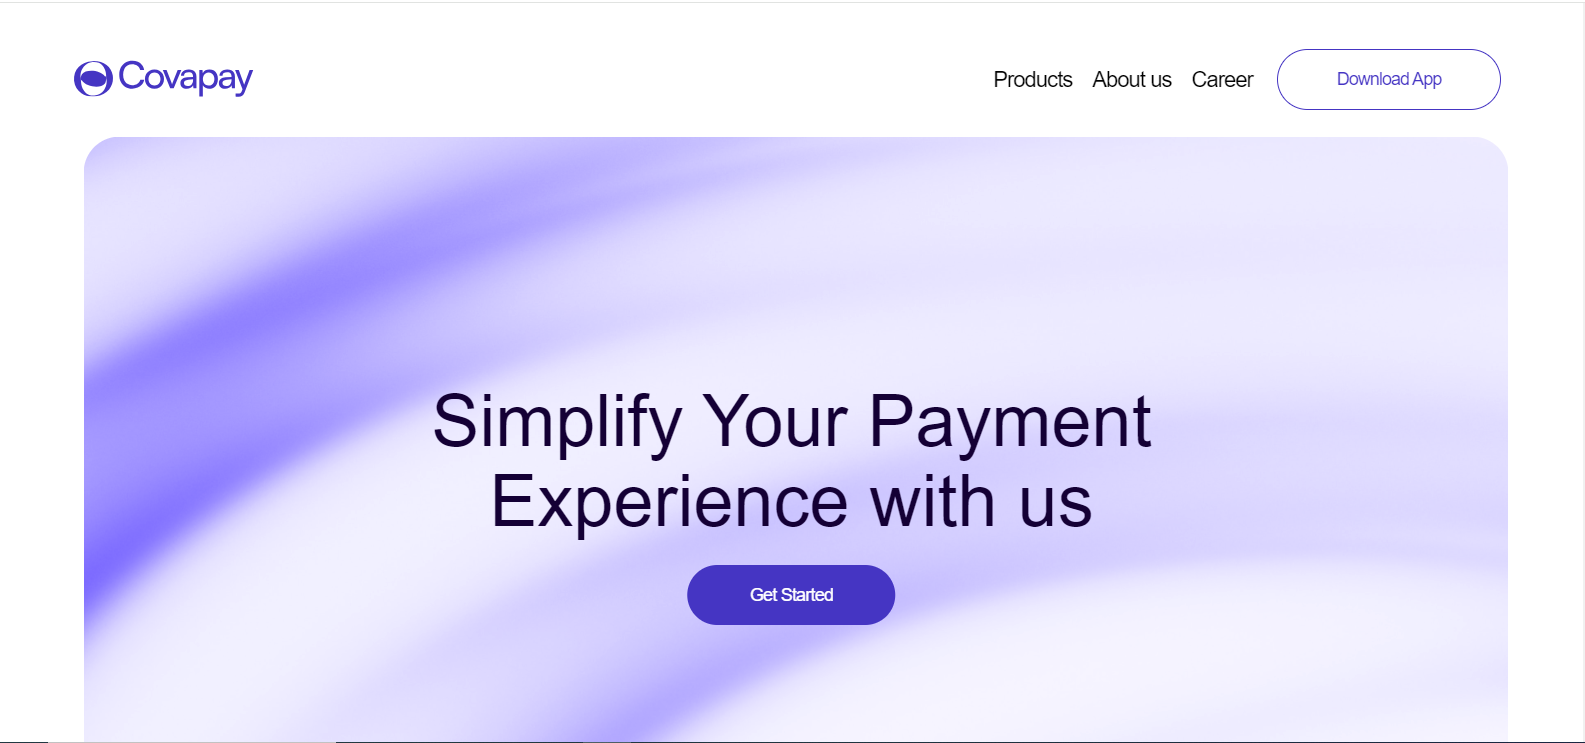 Covapay
Products About us Career Download App
Simplify Your Payment
Experience with us
Get Started